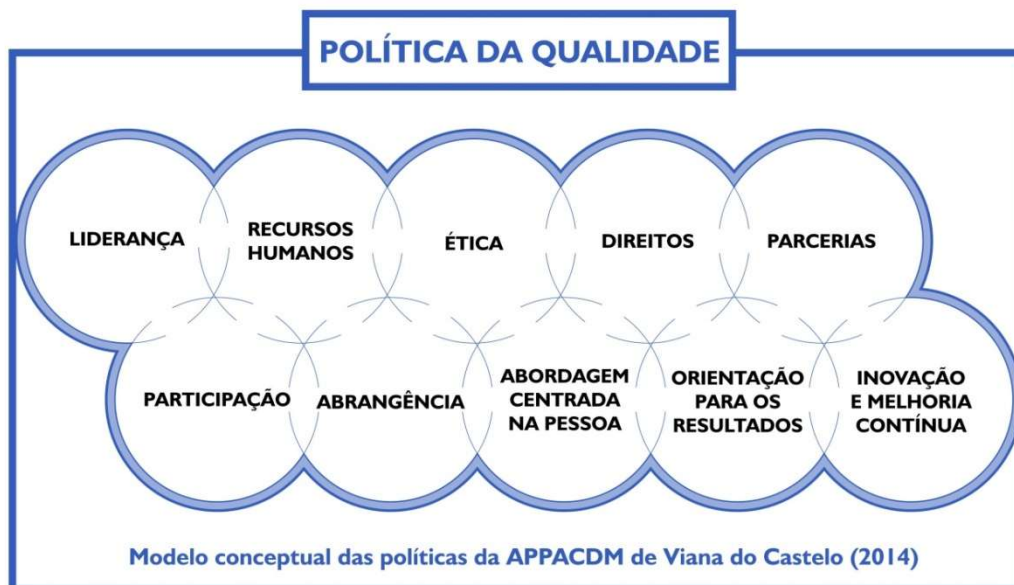 POLÍTICA DA QUALIDADE
LIDERANÇA
RECURSOS
HUMANOS
ÉTICA
DIREITOS
PARCERIAS
PARTICIPAÇÃO
ABRANGÊNCIA
ABORDAGEM
CENTRADA
NA PESSOA
ORIENTAÇÃO
PARA OS
RESULTADOS
INOVAÇÃO
E MELHORIA
CONTÍNUA
Modelo conceptual das políticas da APPACDM de Viana do Castelo (2014)